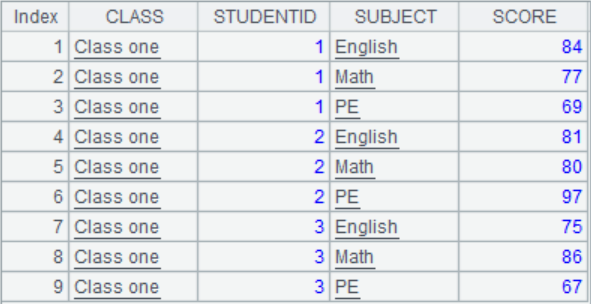 Index CLASS STUDENTID SUBJECT SCORE
1 Class one 1 English 84
2 Class one 1 Math 77
3 Class one 1 PE 69
4 Class one 2 English 81
5 Class one 2 Math 80
6 Class one 2 PE 97
7 Class one 3 English 75
8 Class one 3 Math 86
9 Class one 3 PE 67